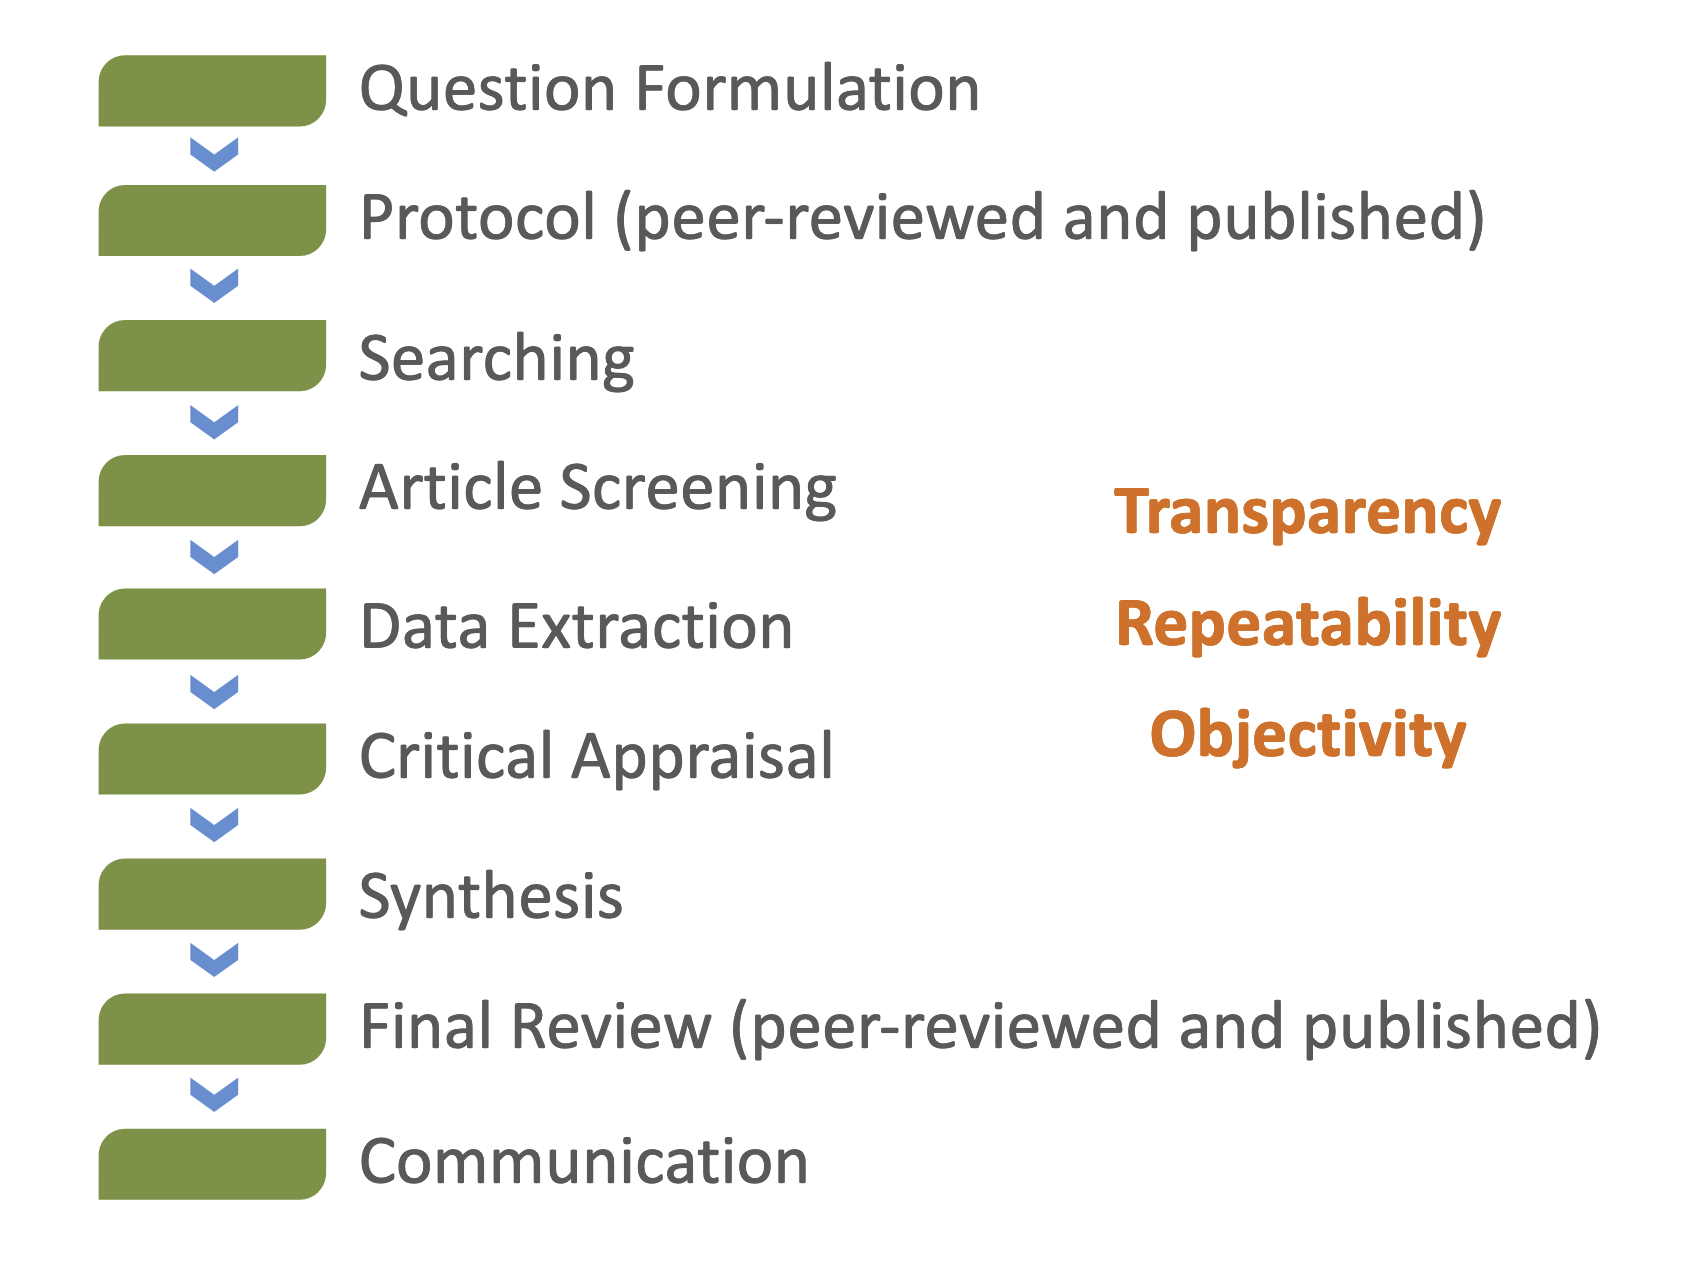 Question Formulation
Protocol (peer-reviewed and published)
Searching
Article Screening
Data Extraction
Critical Appraisal
Synthesis
Final Review (peer-reviewed and published)
Communication
Transparency
Repeatability
Objectivity